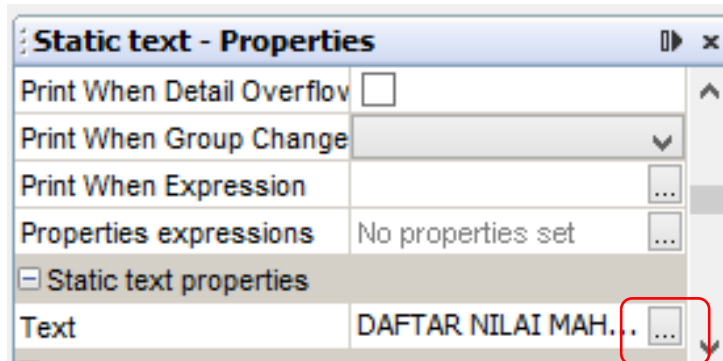 Static text - Properties
Print When Detail Overflov
Print When Group Change
Print When Expression ...
Properties expressions No properties set ...
Static text properties
Text DAFTAR NILAI MAH... ...